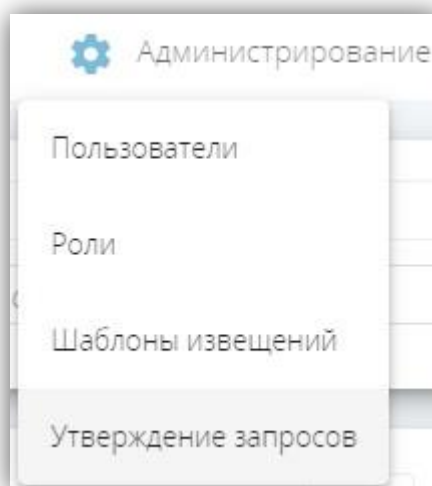 Администрирование
Пользователи
Роли
Шаблоны извещений
Утверждение запросов